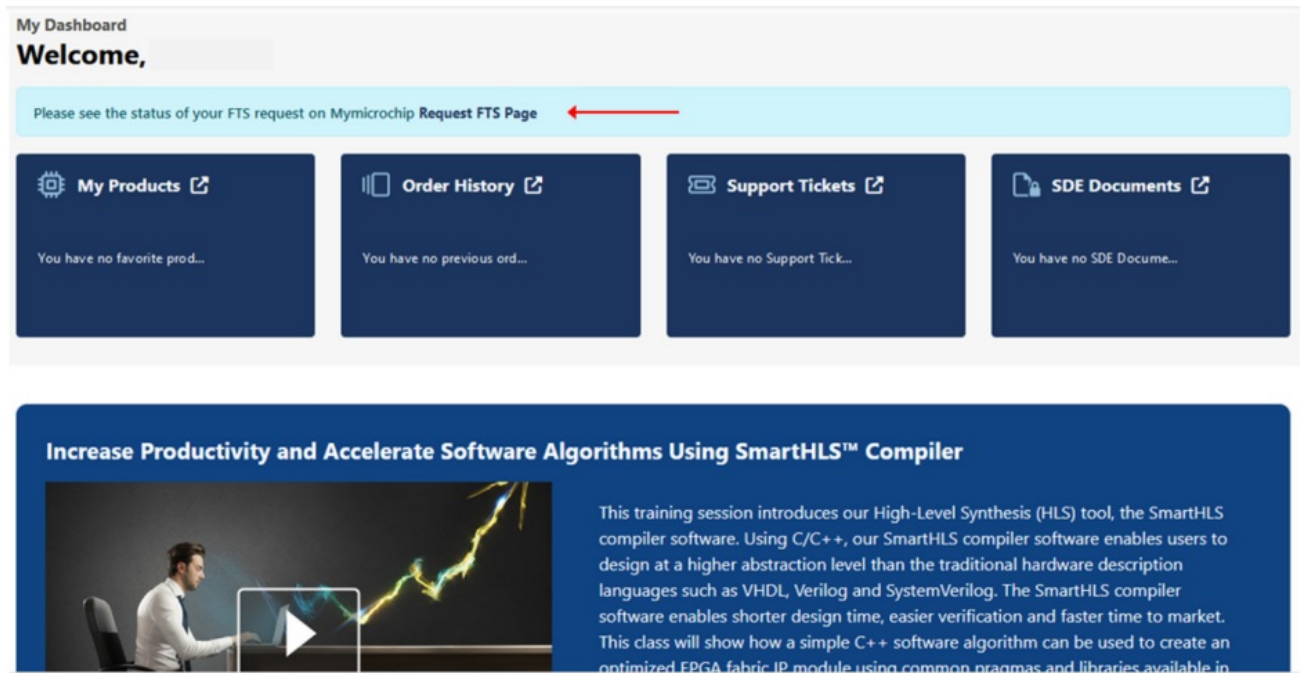 My Dashboard
Welcome,
Please see the status of your FTS request on Mymicrochip Request FTS Page
My Products
Order History
Support Tickets
SDE Documents
You have no favorite prod...
You have no previous ord...
You have no Support Tick...
You have no SDE Docume...
Increase Productivity and Accelerate Software Algorithms Using SmartHLS™ Compiler
This training session introduces our High-Level Synthesis (HLS) tool, the SmartHLS
compiler software. Using C/C++, our SmartHLS compiler software enables users to
design at a higher abstraction level than the traditional hardware description
languages such as VHDL, Verilog and SystemVerilog. The SmartHLS compiler
software enables shorter design time, easier verification and faster time to market.
This class will show how a simple C++ software algorithm can be used to create an
optimized FPGA fabric IP module using common pragmas and libraries available in